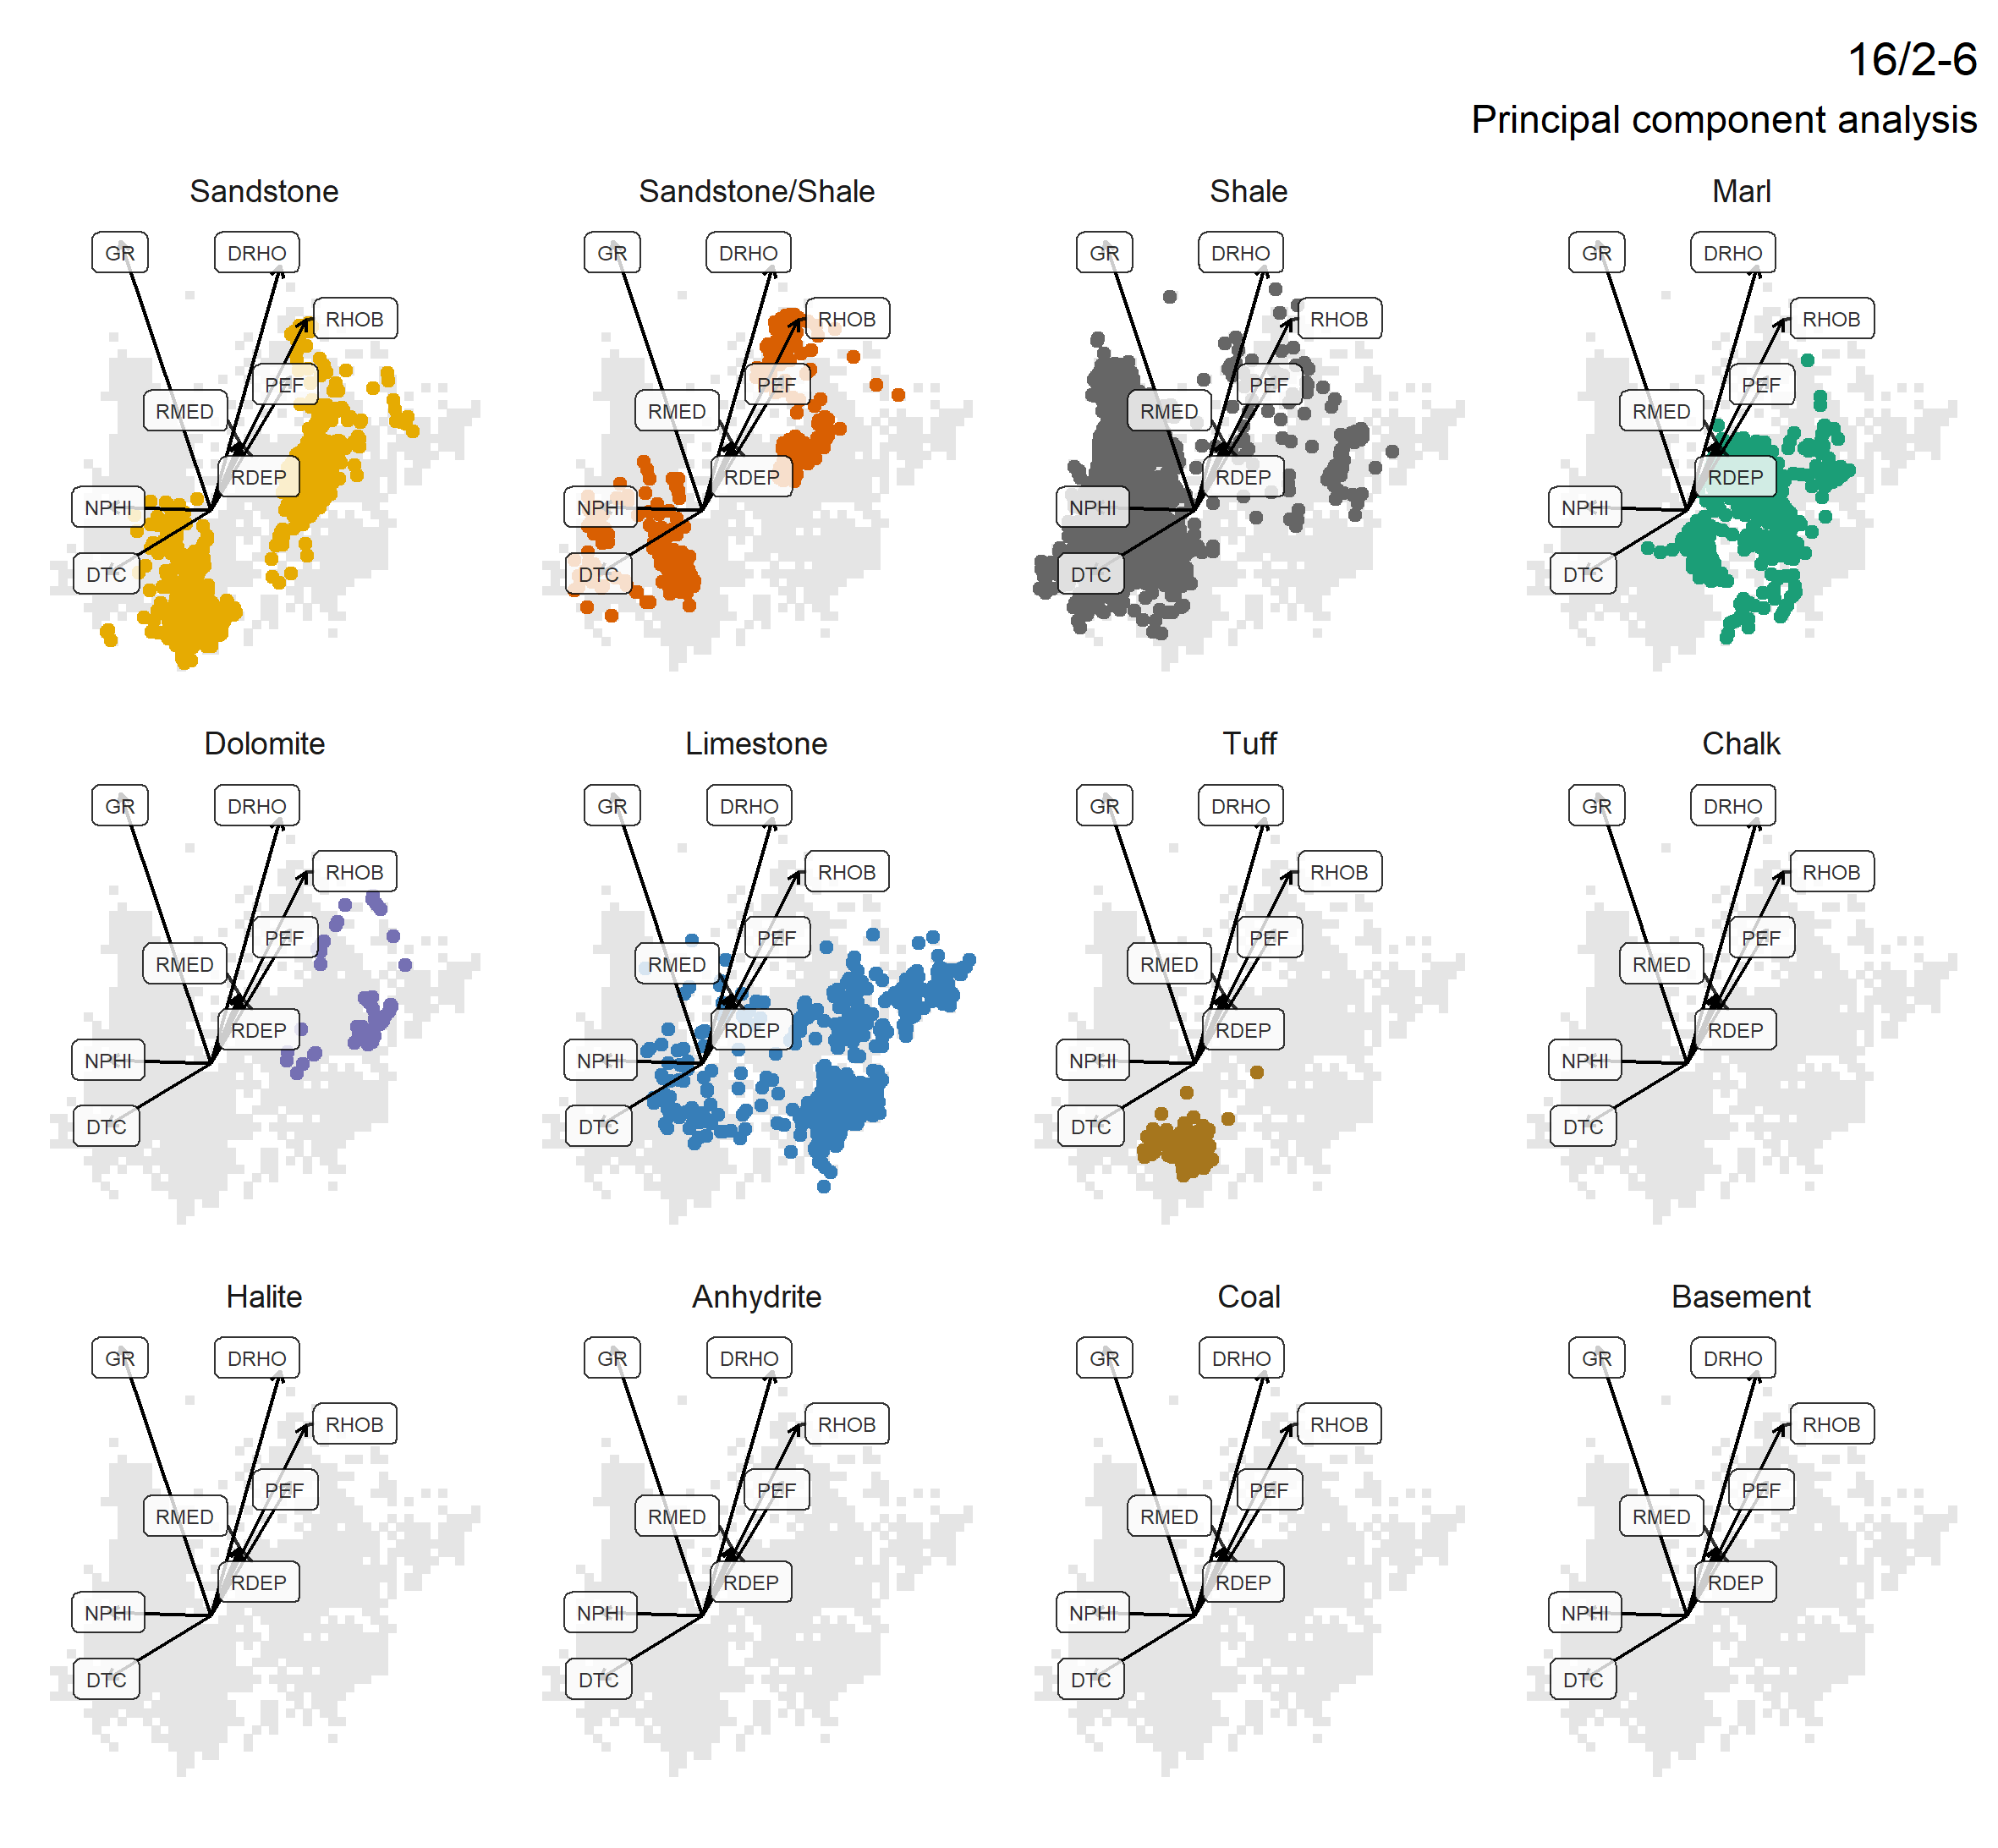 16/2-6
Principal component analysis
Sandstone
GR
DRHO
RHOB
PEF
RMED
RDEP
NPHI
DTC
Sandstone/Shale
GR
DRHO
RHOB
PEF
RMED
RDEP
NPHI
DTC
Shale
GR
DRHO
RHOB
PEF
RMED
RDEP
NPHI
DTC
Marl
GR
DRHO
RHOB
PEF
RMED
RDEP
NPHI
DTC
Dolomite
GR
DRHO
RHOB
PEF
RMED
RDEP
NPHI
DTC
Limestone
GR
DRHO
RHOB
PEF
RMED
RDEP
NPHI
DTC
Tuff
GR
DRHO
RHOB
PEF
RMED
RDEP
NPHI
DTC
Chalk
GR
DRHO
RHOB
PEF
RMED
RDEP
NPHI
DTC
Halite
GR
DRHO
RHOB
PEF
RMED
RDEP
NPHI
DTC
Anhydrite
GR
DRHO
RHOB
PEF
RMED
RDEP
NPHI
DTC
Coal
GR
DRHO
RHOB
PEF
RMED
RDEP
NPHI
DTC
Basement
GR
DRHO
RHOB
PEF
RMED
RDEP
NPHI
DTC